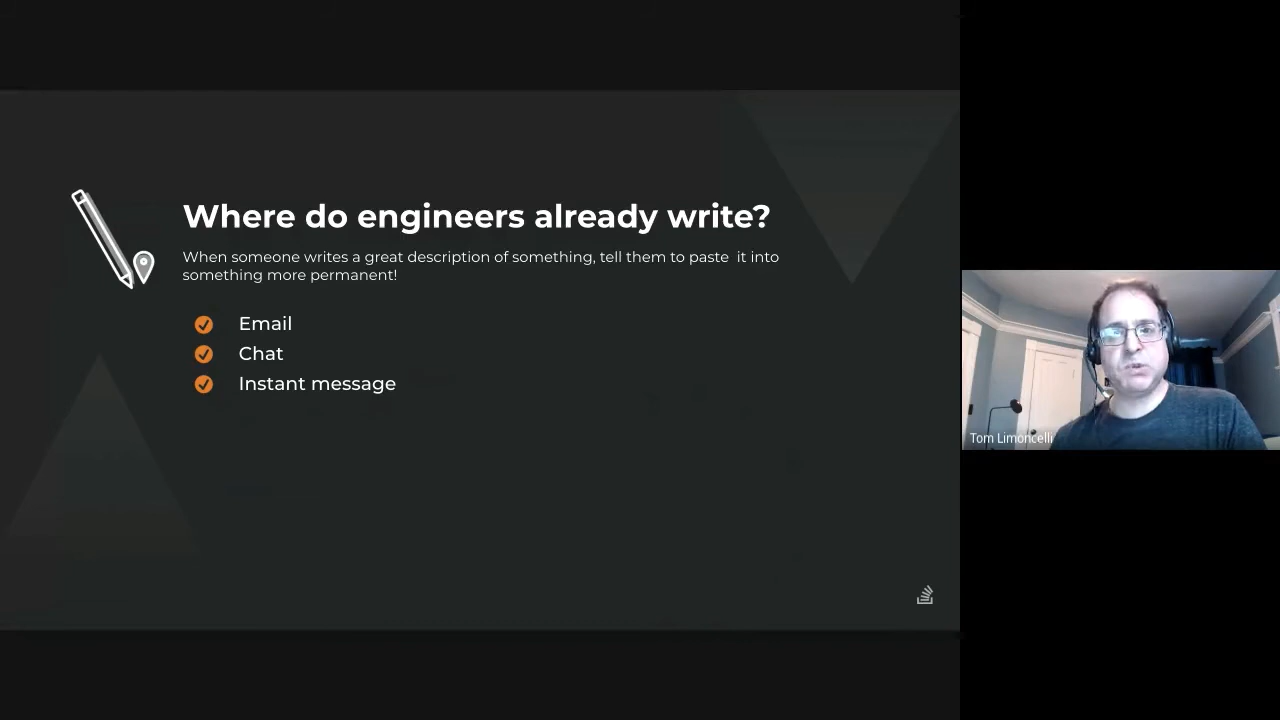 Where do engineers already write?
When someone writes a great description of something, tell them to paste  it into
something more permanent!
Email
Chat
Instant message
Tom Limoncelli